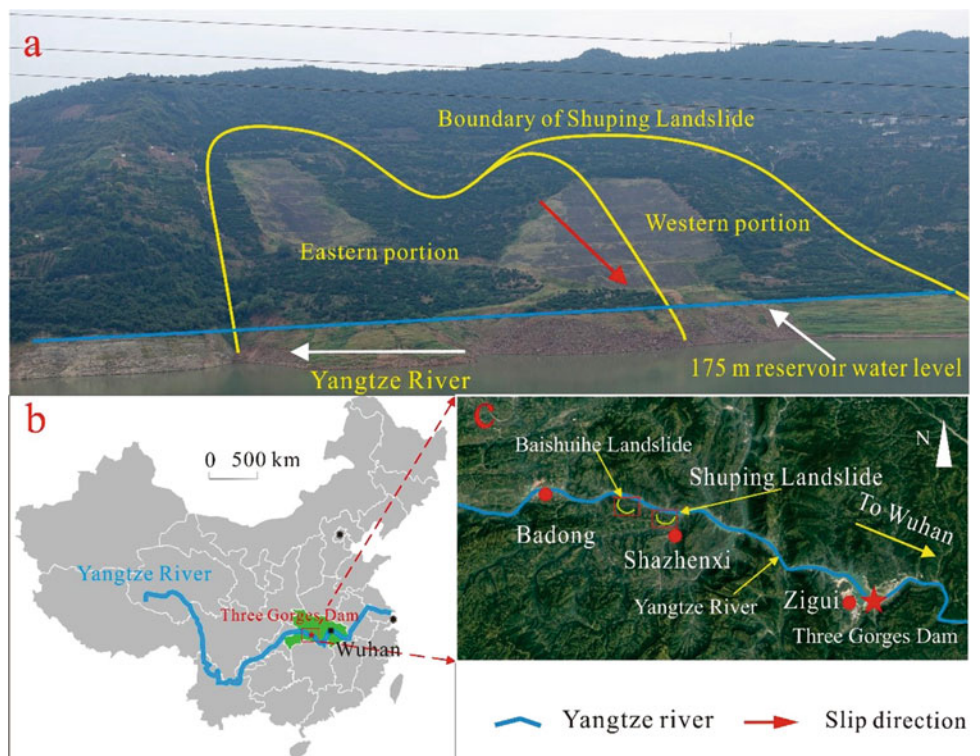 a
Boundary of Shuping Landslide
Eastern portion
Western portion
Yangtze River
175 m reservoir water level
b
0 500 km
Yangtze River
Three Gorges Dam
Wuhan
c
N
Baishuihe Landslide
Shuping Landslide
To Wuhan
Badong
Shazhenxi
Yangtze River
Zigui
Three Gorges Dam
Yangtze river
Slip direction